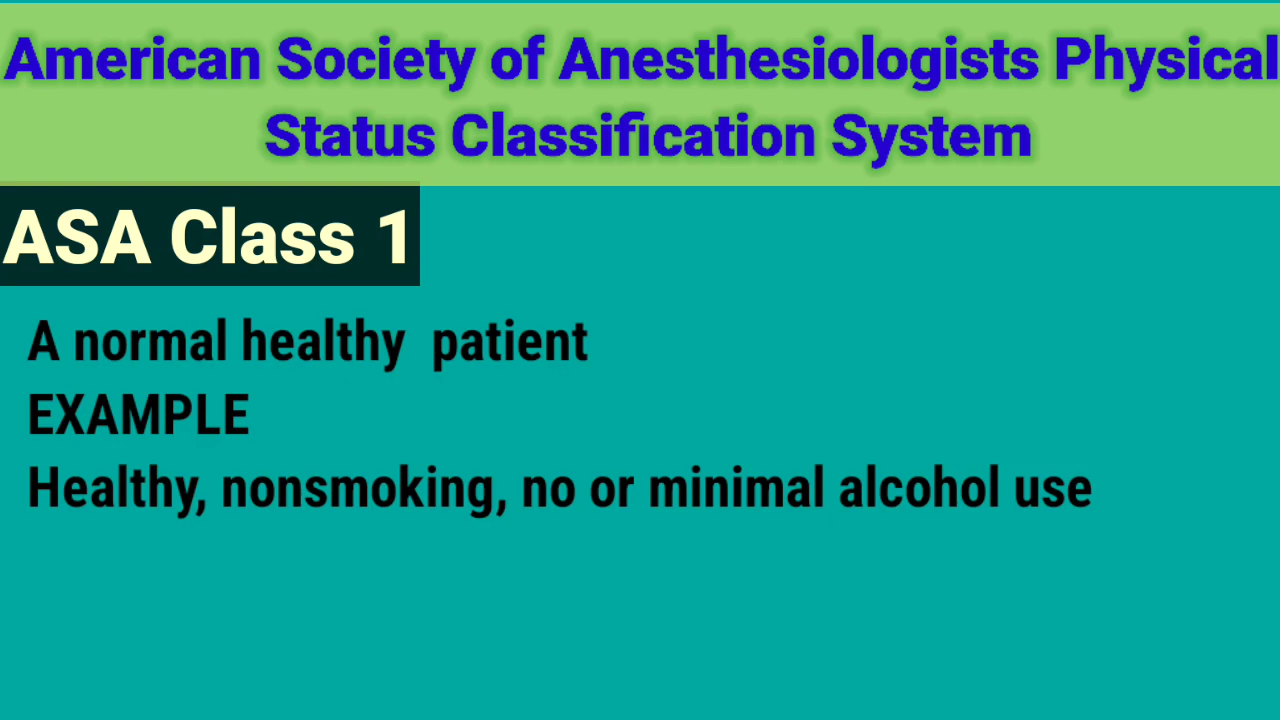 American Society of Anesthesiologists Physical
Status Classification System
ASA Class 1
A normal healthy  patient
EXAMPLE
Healthy, nonsmoking, no or minimal alcohol use